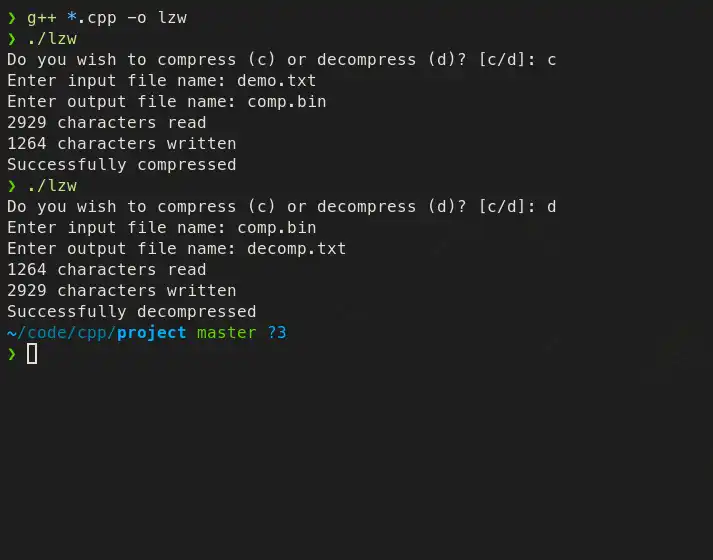 ❯ g++ *.cpp -o lzw
❯ ./lzw
Do you wish to compress (c) or decompress (d)? [c/d]: c
Enter input file name: demo.txt
Enter output file name: comp.bin
2929 characters read
1264 characters written
Successfully compressed
❯ ./lzw
Do you wish to compress (c) or decompress (d)? [c/d]: d
Enter input file name: comp.bin
Enter output file name: decomp.txt
1264 characters read
2929 characters written
Successfully decompressed
~/code/cpp/project master ?3
❯